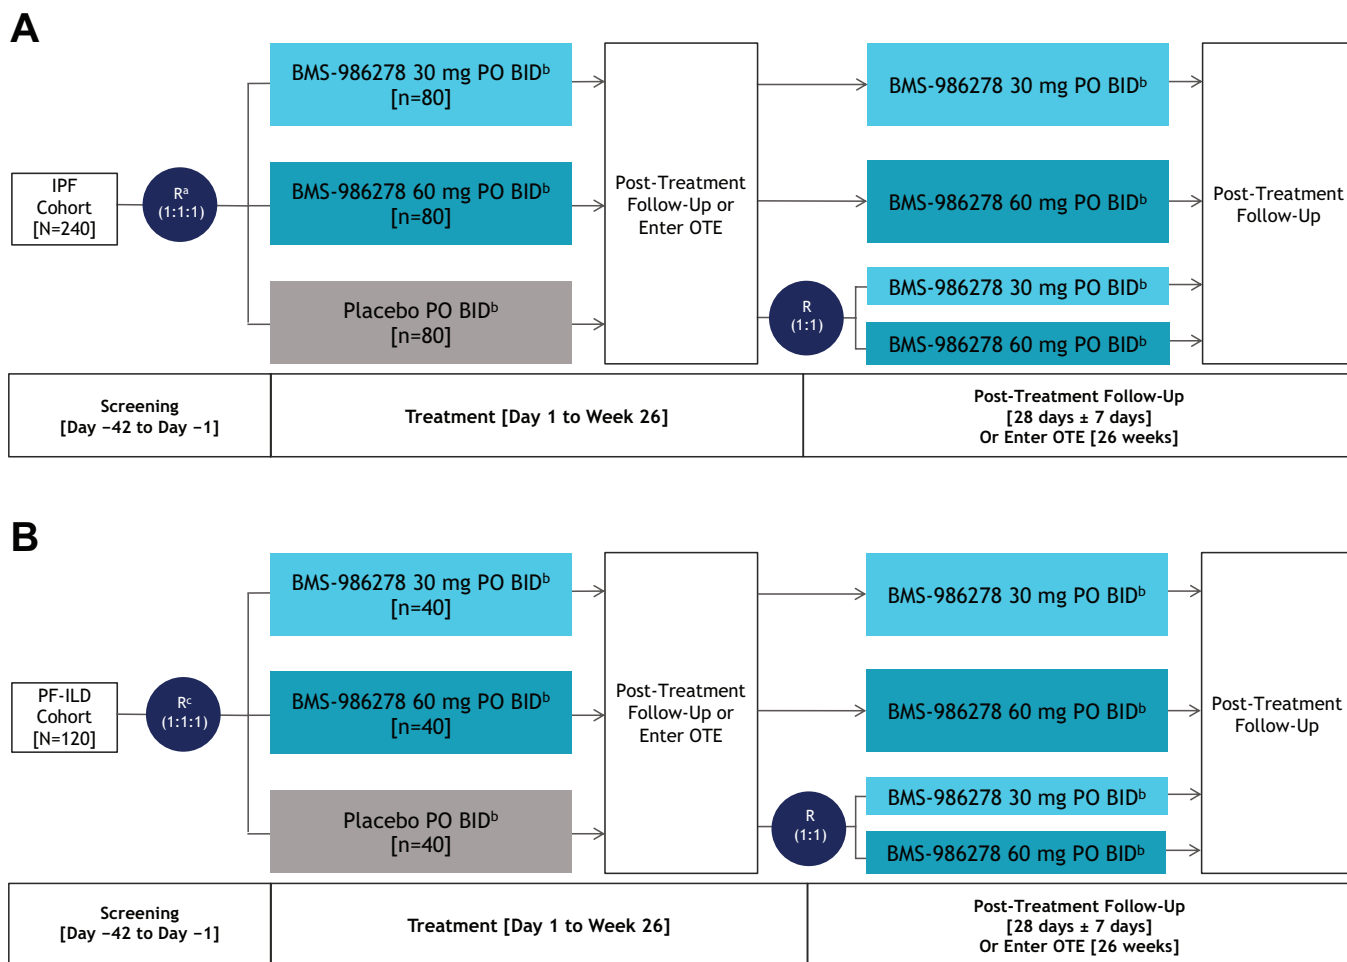 A
BMS-986278 30 mg PO BIDᵇ
[n=80]
BMS-986278 60 mg PO BIDᵇ
[n=80]
Placebo PO BIDᵇ
[n=80]
IPF
Cohort
[N=240]
Rᵃ
(1:1:1)
Post-Treatment
Follow-Up or
Enter OTE
R
(1:1)
BMS-986278 30 mg PO BIDᵇ
BMS-986278 60 mg PO BIDᵇ
BMS-986278 30 mg PO BIDᵇ
BMS-986278 60 mg PO BIDᵇ
Post-Treatment
Follow-Up
Screening
[Day −42 to Day −1]
Treatment [Day 1 to Week 26]
Post-Treatment Follow-Up
[28 days ± 7 days]
Or Enter OTE [26 weeks]
B
BMS-986278 30 mg PO BIDᵇ
[n=40]
BMS-986278 60 mg PO BIDᵇ
[n=40]
Placebo PO BIDᵇ
[n=40]
PF-ILD
Cohort
[N=120]
Rᶜ
(1:1:1)
Post-Treatment
Follow-Up or
Enter OTE
R
(1:1)
BMS-986278 30 mg PO BIDᵇ
BMS-986278 60 mg PO BIDᵇ
BMS-986278 30 mg PO BIDᵇ
BMS-986278 60 mg PO BIDᵇ
Post-Treatment
Follow-Up
Screening
[Day −42 to Day −1]
Treatment [Day 1 to Week 26]
Post-Treatment Follow-Up
[28 days ± 7 days]
Or Enter OTE [26 weeks]